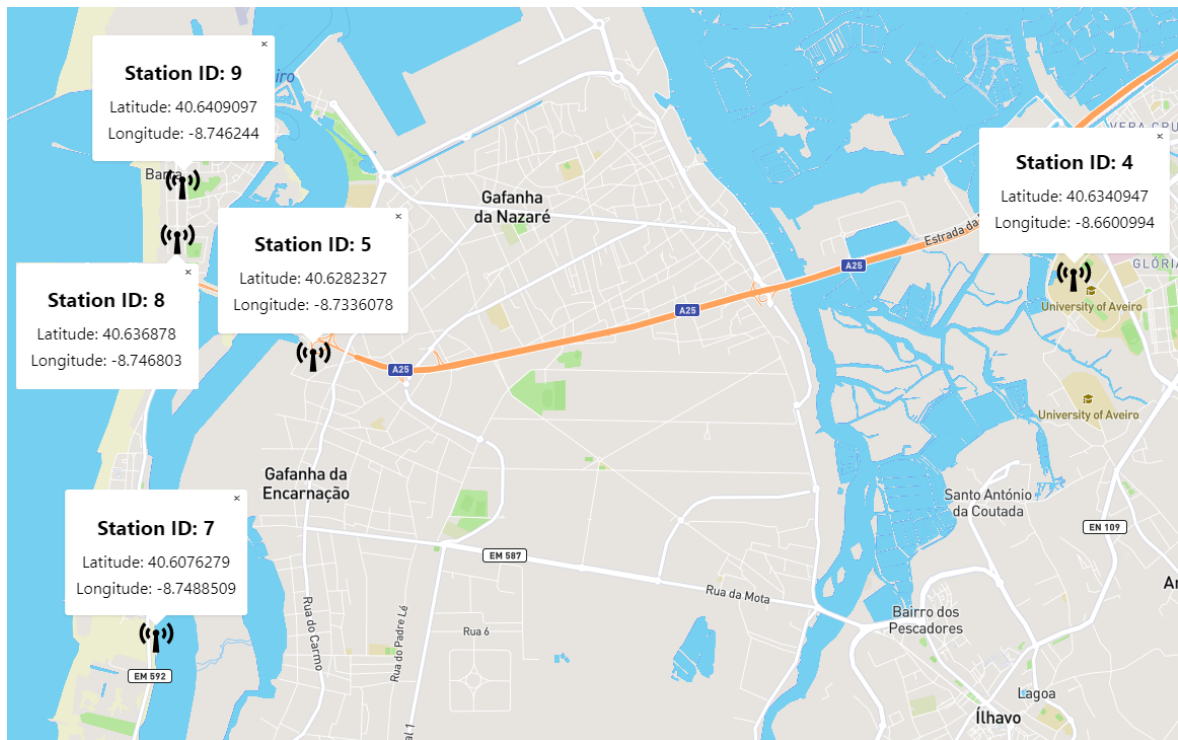 ×
Station ID: 9
Latitude: 40.6409097
Longitude: -8.746244
Barra
×
Station ID: 4
Latitude: 40.6340947
Longitude: -8.6600994
VERA CRU
GLÓRIA
Gafanha
da Nazaré
×
Station ID: 5
Latitude: 40.6282327
Longitude: -8.7336078
Estrada da
A25
×
Station ID: 8
Latitude: 40.636878
Longitude: -8.746803
A25
University of Aveiro
A25
University of Aveiro
Gafanha da
Encarnação
Santo António
da Coutada
×
Station ID: 7
Latitude: 40.6076279
Longitude: -8.7488509
EN 109
EM 587
Rua da Mota
Rua do Carmo
Rua do Padre Lé
Rua 6
Bairro dos
Pescadores
EM 592
Lagoa
Ílhavo